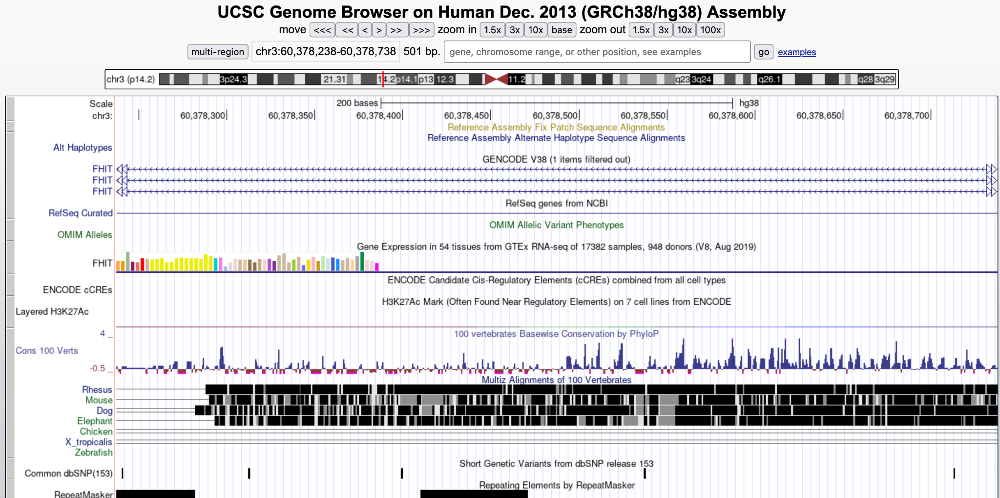 UCSC Genome Browser on Human Dec. 2013 (GRCh38/hg38) Assembly
move <<< << < > >> >>> zoom in 1.5x 3x 10x base zoom out 1.5x 3x 10x 100x
multi-region chr3:60,378,238-60,378,738 501 bp. gene, chromosome range, or other position, see examples go examples
chr3 (p14.2) 3p24.3 21.31 14.2 p14.1 p13 12.3 11.2 q23 3q24 q26.1 q28 3q29
Scale 200 bases hg38
chr3: 60,378,300 60,378,350 60,378,400 60,378,450 60,378,500 60,378,550 60,378,600 60,378,650 60,378,700
Reference Assembly Fix Patch Sequence Alignments
Reference Assembly Alternate Haplotype Sequence Alignments
Alt Haplotypes
GENCODE V38 (1 items filtered out)
FHIT
FHIT
FHIT
RefSeq genes from NCBI
RefSeq Curated
OMIM Allelic Variant Phenotypes
OMIM Alleles
Gene Expression in 54 tissues from GTEx RNA-seq of 17382 samples, 948 donors (V8, Aug 2019)
FHIT
ENCODE Candidate Cis-Regulatory Elements (cCREs) combined from all cell types
ENCODE cCREs
H3K27Ac Mark (Often Found Near Regulatory Elements) on 7 cell lines from ENCODE
Layered H3K27Ac
4 _ 100 vertebrates Basewise Conservation by PhyloP
Cons 100 Verts
-0.5 _
Multiz Alignments of 100 Vertebrates
Rhesus
Mouse
Dog
Elephant
Chicken
X_tropicalis
Zebrafish
Short Genetic Variants from dbSNP release 153
Common dbSNP(153)
Repeating Elements by RepeatMasker
RepeatMasker